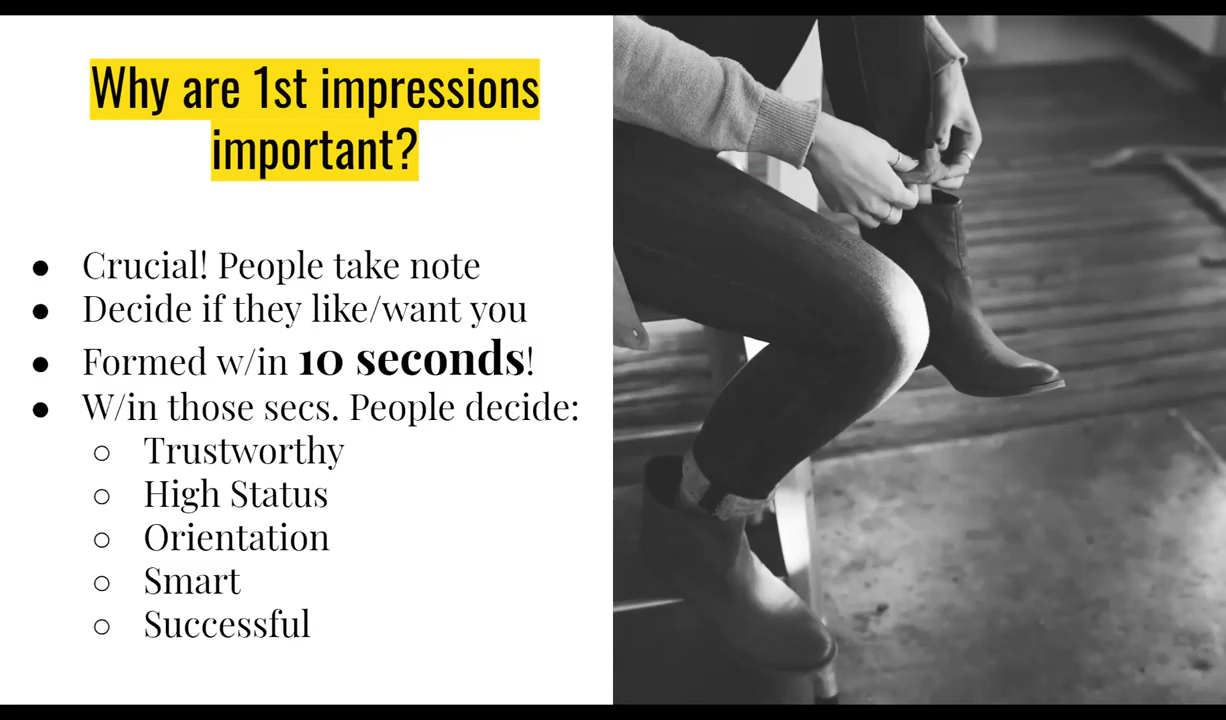 Why are 1st impressions
important?
● Crucial! People take note
● Decide if they like/want you
● Formed w/in 10 seconds!
● W/in those secs. People decide:
○ Trustworthy
○ High Status
○ Orientation
○ Smart
○ Successful